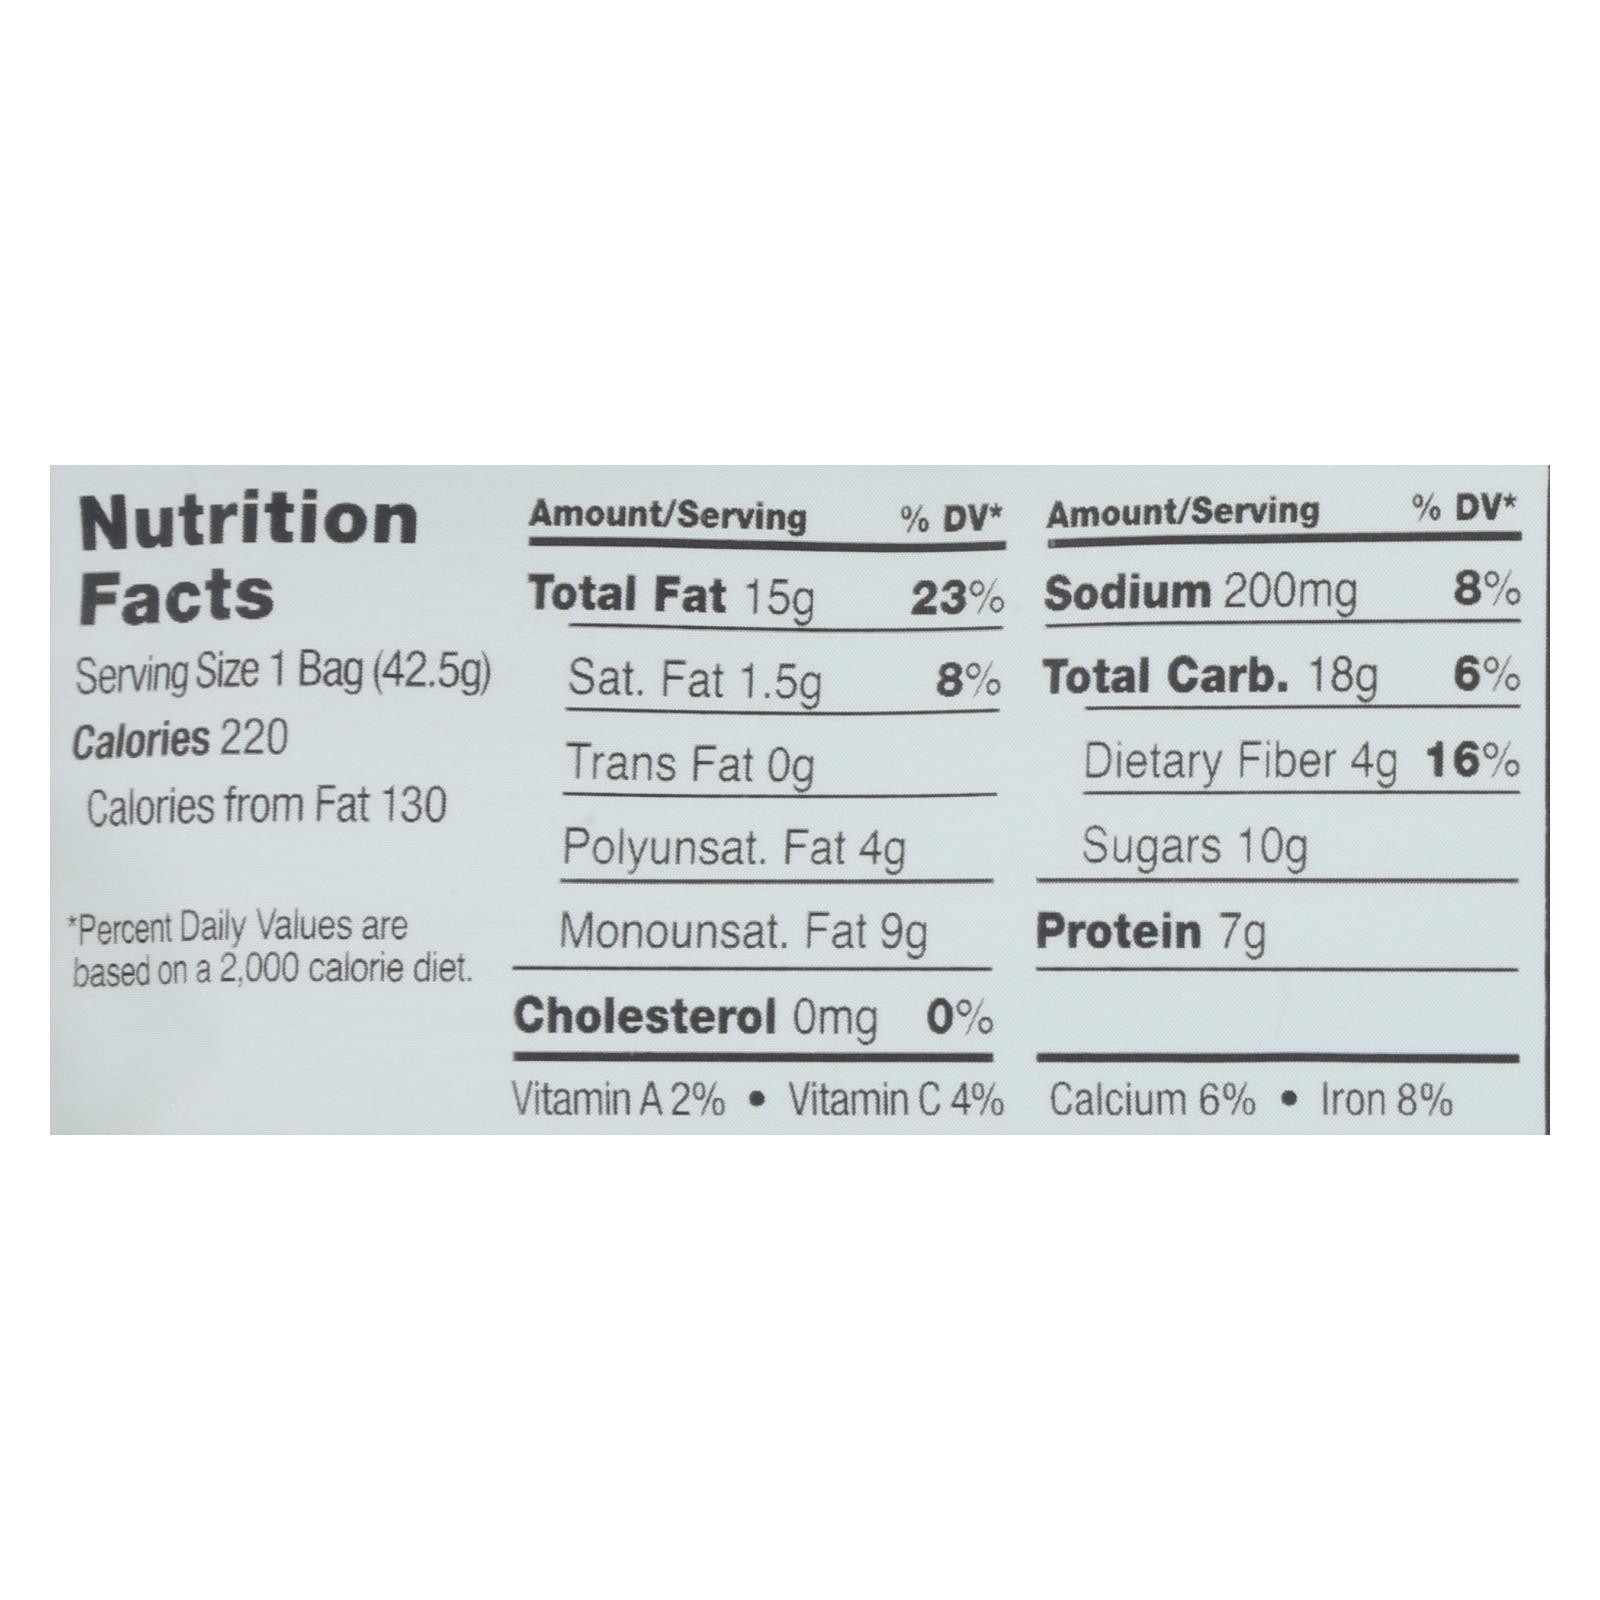 Nutrition
Facts
Serving Size 1 Bag (42.5g)
Calories 220
Calories from Fat 130
*Percent Daily Values are
based on a 2,000 calorie diet.
Amount/Serving % DV*
Total Fat 15g 23%
Sat. Fat 1.5g 8%
Trans Fat 0g
Polyunsat. Fat 4g
Monounsat. Fat 9g
Cholesterol 0mg 0%
Vitamin A 2% • Vitamin C 4%
Amount/Serving % DV*
Sodium 200mg 8%
Total Carb. 18g 6%
Dietary Fiber 4g 16%
Sugars 10g
Protein 7g
Calcium 6% • Iron 8%